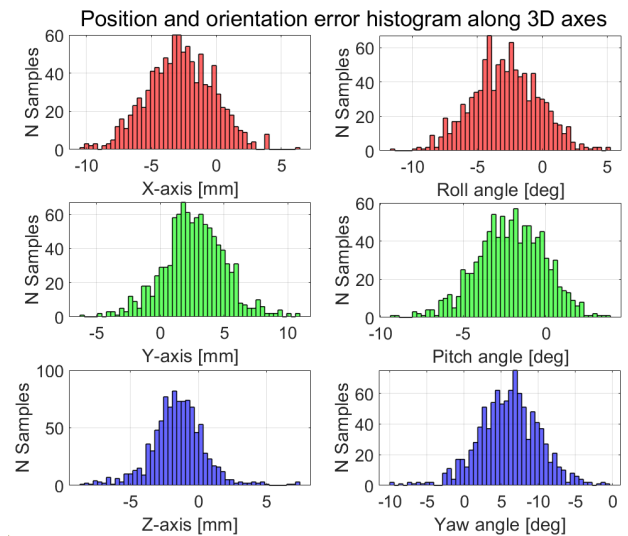 Position and orientation error histogram along 3D axes
N Samples
60
40
20
0
-10 -5 0 5
X-axis [mm]
N Samples
60
40
20
0
-10 -5 0 5
Roll angle [deg]
N Samples
60
40
20
0
-5 0 5 10
Y-axis [mm]
N Samples
60
40
20
0
-10 -5 0
Pitch angle [deg]
N Samples
100
50
0
-5 0 5
Z-axis [mm]
N Samples
60
40
20
0
-10 -5 0 5 -10 -5 0
Yaw angle [deg]